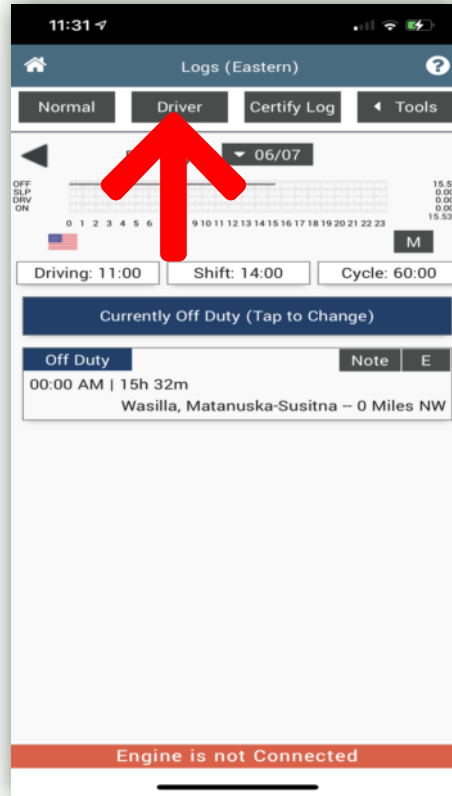 11:31
Logs (Eastern)
?
Normal Driver Certify Log Tools
06/07
OFF
SLP 0.00
DRV 0.00
ON 0.00
15.53
0 1 2 3 4 5 6 9 10 11 12 13 14 15 16 17 18 19 20 21 22 23
M
Driving: 11:00 Shift: 14:00 Cycle: 60:00
Currently Off Duty (Tap to Change)
Off Duty Note E
00:00 AM | 15h 32m
Wasilla, Matanuska-Susitna -- 0 Miles NW
Engine is not Connected